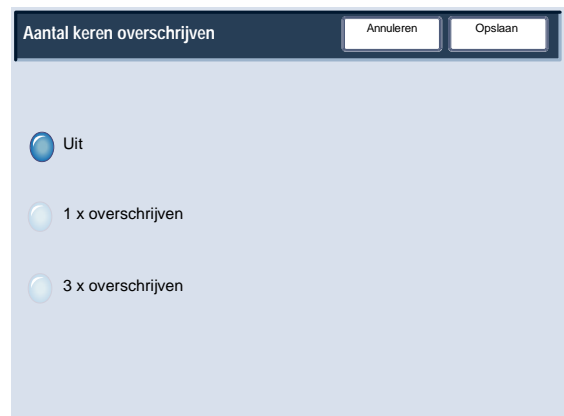 Aantal keren overschrijven
Annuleren
Opslaan
Uit
1 x overschrijven
3 x overschrijven